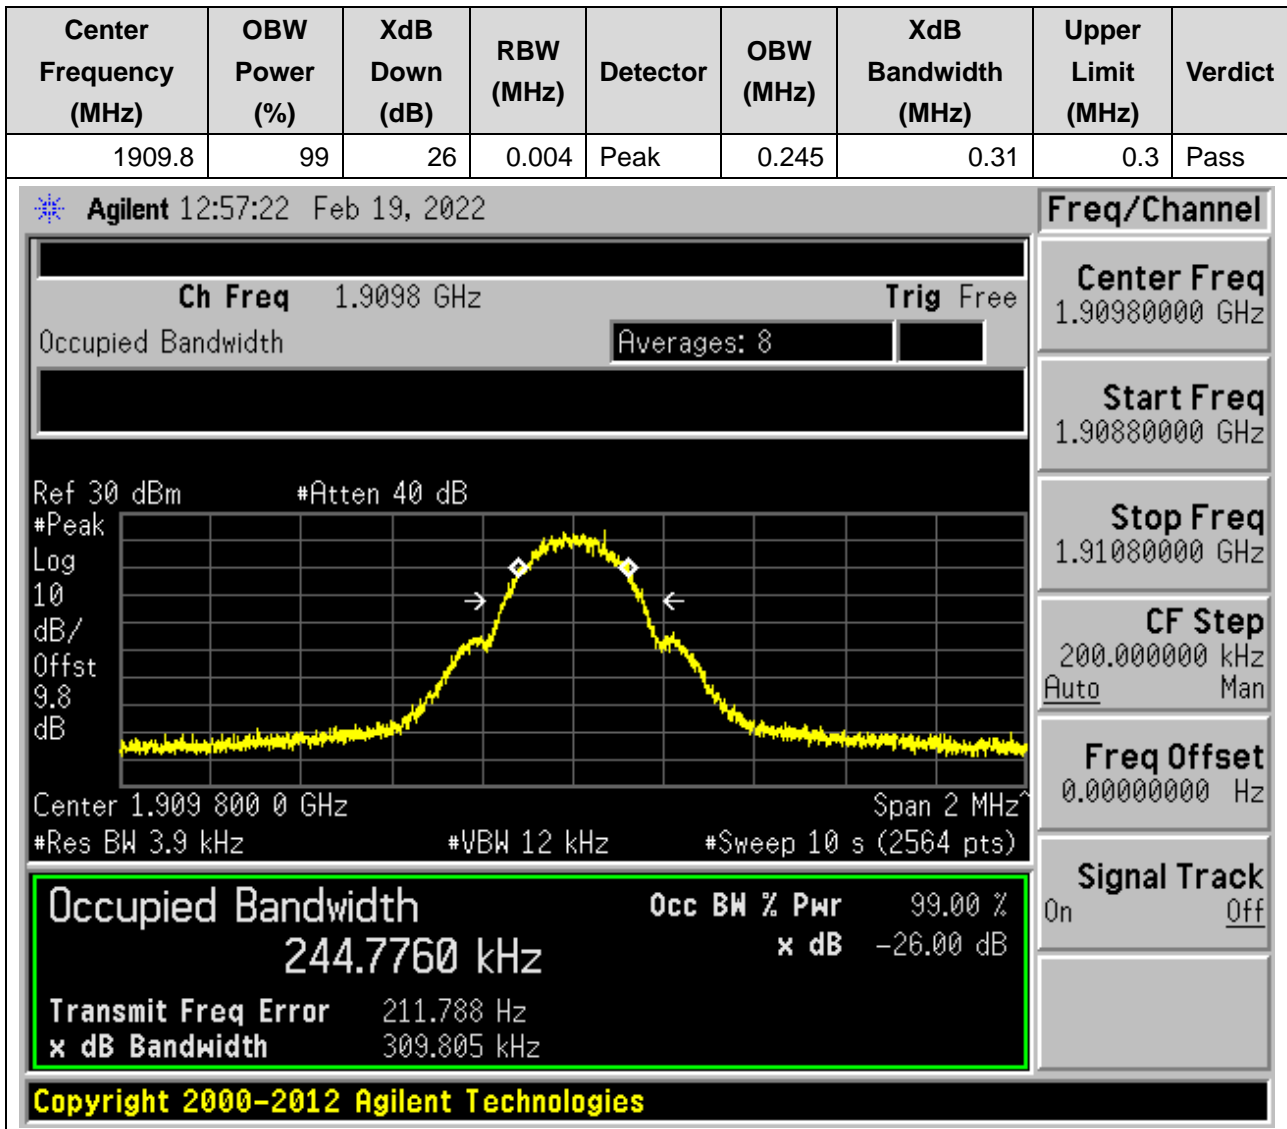 Center Frequency (MHz) OBW Power (%) XdB Down (dB) RBW (MHz) Detector OBW (MHz) XdB Bandwidth (MHz) Upper Limit (MHz) Verdict
1909.8 99 26 0.004 Peak 0.245 0.31 0.3 Pass
Agilent 12:57:22 Feb 19, 2022
Freq/Channel
Ch Freq 1.9098 GHz Trig Free
Occupied Bandwidth Averages: 8
Center Freq
1.90980000 GHz
Start Freq
1.90880000 GHz
Stop Freq
1.91080000 GHz
CF Step
200.000000 kHz
Auto Man
Freq Offset
0.00000000 Hz
Signal Track
On Off
Ref 30 dBm #Atten 40 dB
#Peak
Log
10
dB/
Offst
9.8
dB
Center 1.909 800 0 GHz Span 2 MHz^
#Res BW 3.9 kHz #VBW 12 kHz #Sweep 10 s (2564 pts)
Occupied Bandwidth Occ BW % Pwr 99.00 %
244.7760 kHz x dB -26.00 dB
Transmit Freq Error 211.788 Hz
x dB Bandwidth 309.805 kHz
Copyright 2000-2012 Agilent Technologies